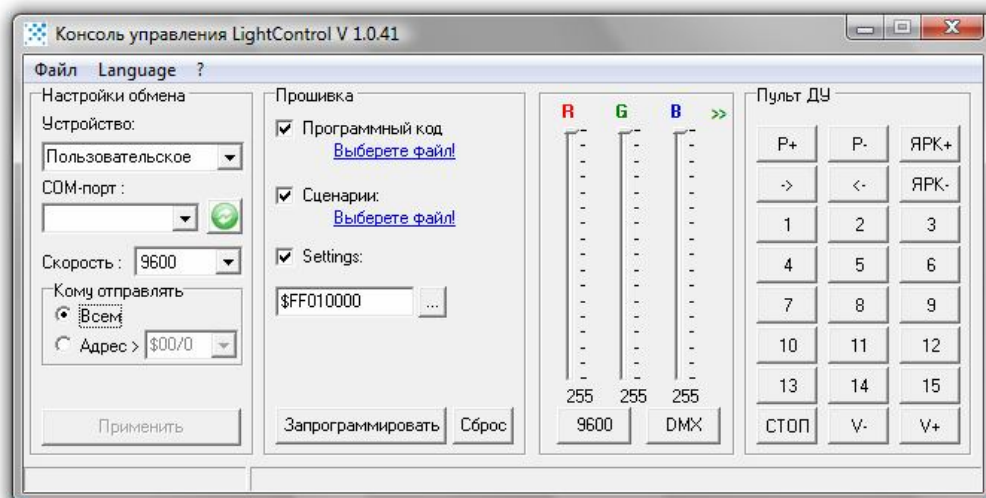 Консоль управления LightControl V 1.0.41
Файл Language ?
Настройки обмена
Устройство:
Пользовательское
COM-порт :
Скорость : 9600
Кому отправлять
Всем
Адрес > $00/0
Применить
Прошивка
Программный код
Выберете файл!
Сценарии:
Выберете файл!
Settings:
$FF010000 ...
Запрограммировать Сброс
R G B >>
255 255 255
9600 DMX
Пульт ДУ
P+ P- ЯРК+
-> <- ЯРК-
1 2 3
4 5 6
7 8 9
10 11 12
13 14 15
СТОП V- V+